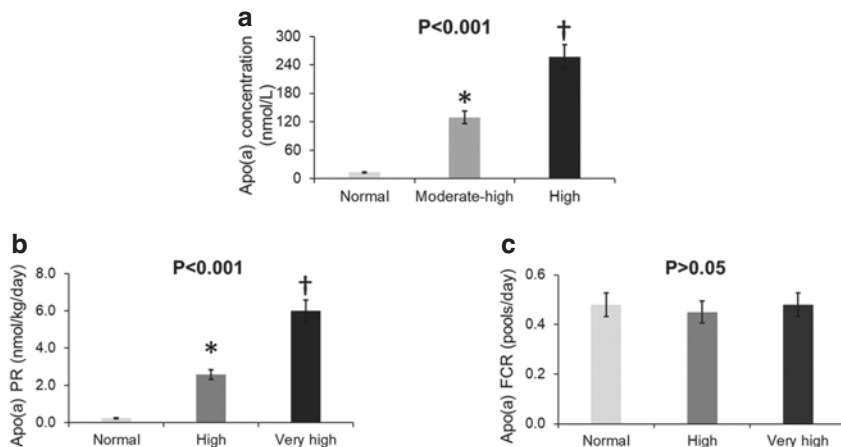 a
P<0.001
Apo(a) concentration
(nmol/L)
300
240
180
120
60
0
*
†
Normal
Moderate-high
High
b
P<0.001
Apo(a) PR (nmol/kg/day)
8.0
6.0
4.0
2.0
0.0
*
†
Normal
High
Very high
c
P>0.05
Apo(a) FCR (pools/day)
0.6
0.4
0.2
0.0
Normal
High
Very high